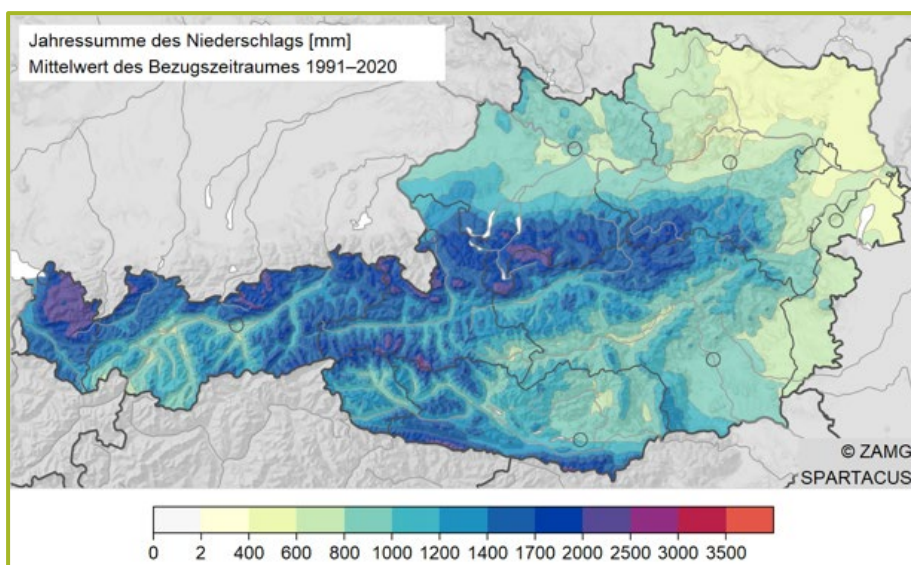 Jahressumme des Niederschlags [mm]
Mittelwert des Bezugszeitraumes 1991–2020
© ZAMG
SPARTACUS
0 2 400 600 800 1000 1200 1400 1700 2000 2500 3000 3500